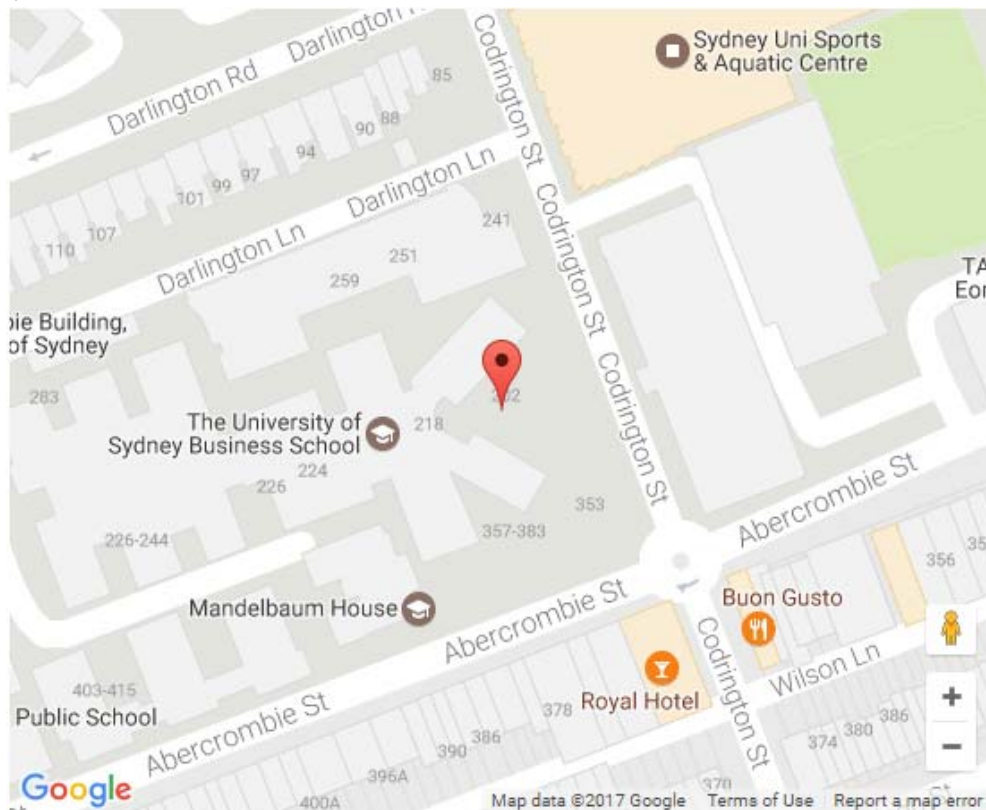 Darlington Rd
Darlington
Codrington St
Sydney Uni Sports
& Aquatic Centre
85
88
90
94
97
99
101
107
110
Darlington Ln
Darlington Ln
Codrington St
Codrington St
Codrington St
241
251
259
TA
Building,
of Sydney
283
The University of
Sydney Business School
218
224
226
226-244
353
357-383
Abercrombie St
356
Mandelbaum House
Buon Gusto
Abercrombie St
Codrington St
Wilson Ln
Royal Hotel
403-415
Public School
378
386
390
396A
400A
Abercrombie St
374
380
386
370
Google
Map data ©2017 Google
Terms of Use
Report a map error